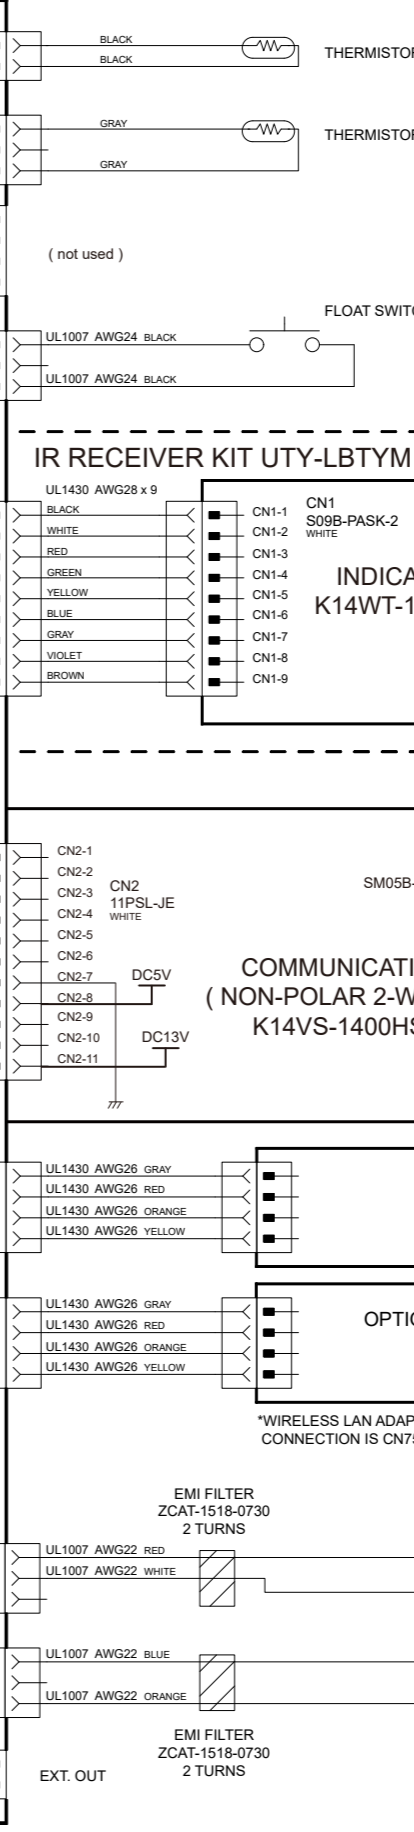 BLACK
BLACK
THERMISTOR
GRAY
THERMISTOR
GRAY
( not used )
FLOAT SWITC
UL1007 AWG24 BLACK
UL1007 AWG24 BLACK
IR RECEIVER KIT UTY-LBTYM
UL1430 AWG28 x 9
BLACK
WHITE
RED
GREEN
YELLOW
BLUE
GRAY
VIOLET
BROWN
CN1-1
CN1-2
CN1-3
CN1-4
CN1-5
CN1-6
CN1-7
CN1-8
CN1-9
CN1
S09B-PASK-2
WHITE
INDICA
K14WT-1
CN2-1
CN2-2
CN2-3
CN2-4
CN2-5
CN2-6
CN2-7
CN2-8
CN2-9
CN2-10
CN2-11
CN2
11PSL-JE
WHITE
DC5V
DC13V
SM05B-
COMMUNICATI
( NON-POLAR 2-W
K14VS-1400HS
UL1430 AWG26 GRAY
UL1430 AWG26 RED
UL1430 AWG26 ORANGE
UL1430 AWG26 YELLOW
UL1430 AWG26 GRAY
UL1430 AWG26 RED
UL1430 AWG26 ORANGE
UL1430 AWG26 YELLOW
OPTIO
*WIRELESS LAN ADAP
CONNECTION IS CN75
EMI FILTER
ZCAT-1518-0730
2 TURNS
UL1007 AWG22 RED
UL1007 AWG22 WHITE
UL1007 AWG22 BLUE
UL1007 AWG22 ORANGE
EMI FILTER
ZCAT-1518-0730
2 TURNS
EXT. OUT